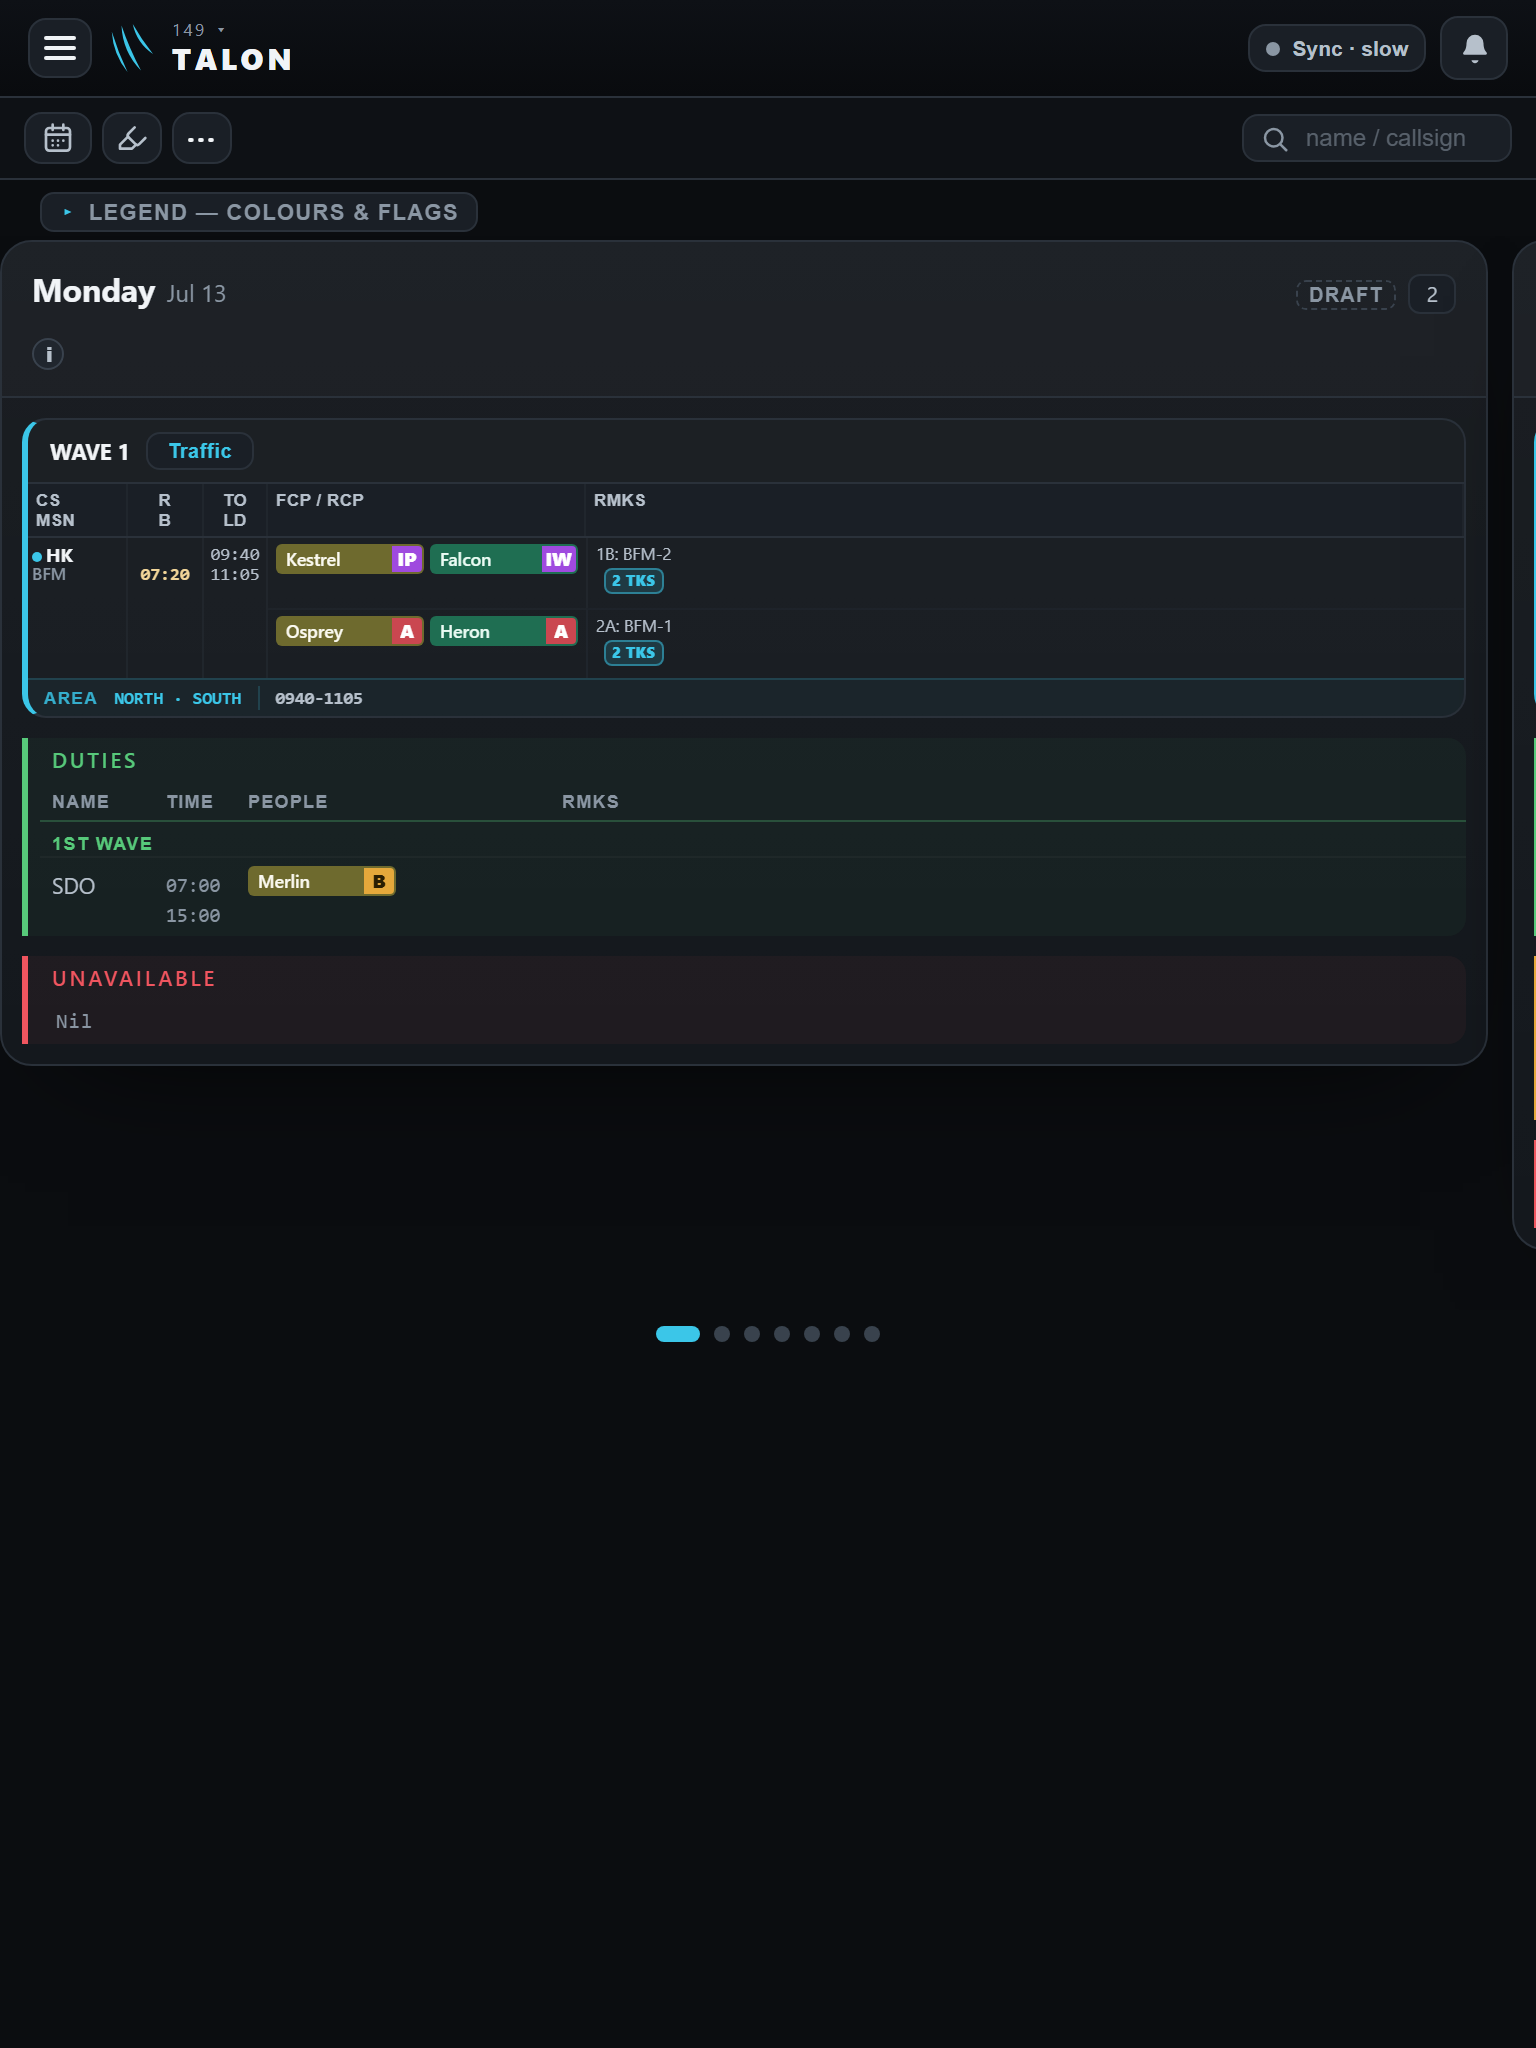 149
TALON
Sync · slow
name / callsign
LEGEND — COLOURS & FLAGS
Monday Jul 13
DRAFT 2
i
WAVE 1 Traffic
CS MSN R B TO LD FCP / RCP RMKS
HK BFM 07:20 09:40 11:05 Kestrel IP Falcon IW 1B: BFM-2
2 TKS
Osprey A Heron A 2A: BFM-1
2 TKS
AREA NORTH · SOUTH 0940-1105
DUTIES
NAME TIME PEOPLE RMKS
1ST WAVE
SDO 07:00 Merlin B
15:00
UNAVAILABLE
Nil